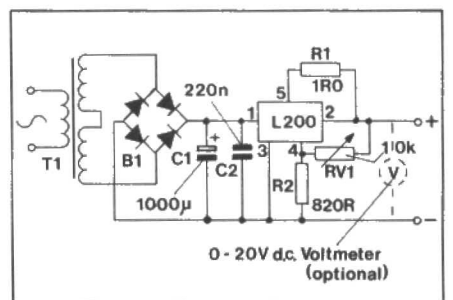 R1
1R0
220n
5
1
L200
2
+
T1
B1
+
C1
C2
3
4
10k
RV1
V
1000μ
R2
820R
−
0 - 20V d.c. Voltmeter
(optional)